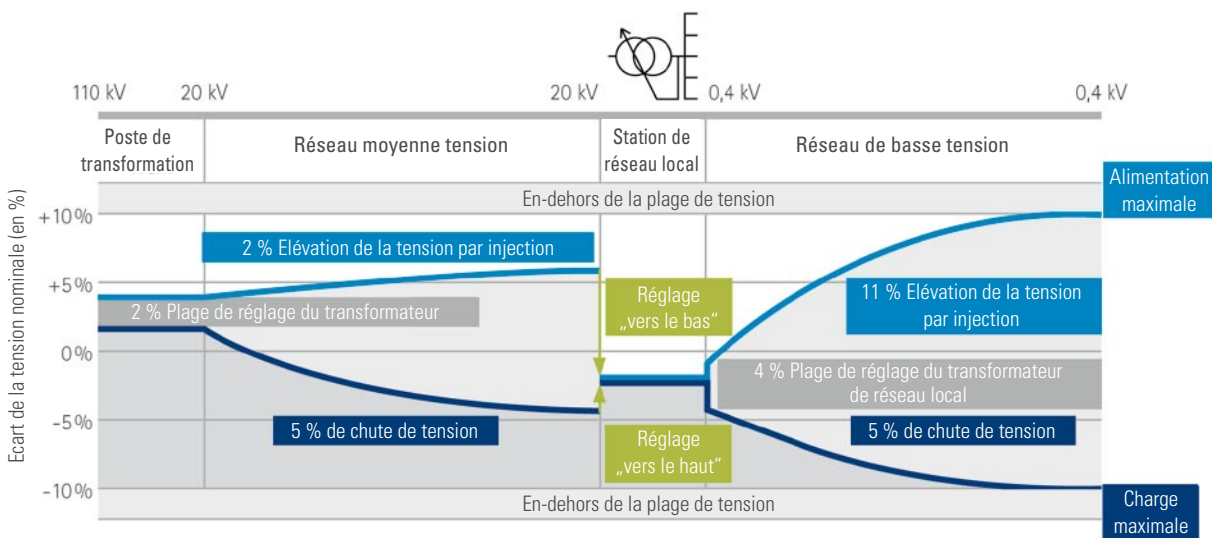 110 kV
20 kV
20 kV
0,4 kV
0,4 kV
Poste de
transformation
Réseau moyenne tension
Station de
réseau local
Réseau de basse tension
Ecart de la tension nominale (en %)
En-dehors de la plage de tension
Alimentation
maximale
+10%
2 % Elévation de la tension par injection
+5%
2 % Plage de réglage du transformateur
Réglage
„vers le bas“
11 % Elévation de la tension
par injection
0%
4 % Plage de réglage du transformateur
de réseau local
-5%
5 % de chute de tension
Réglage
„vers le haut“
5 % de chute de tension
-10%
En-dehors de la plage de tension
Charge
maximale